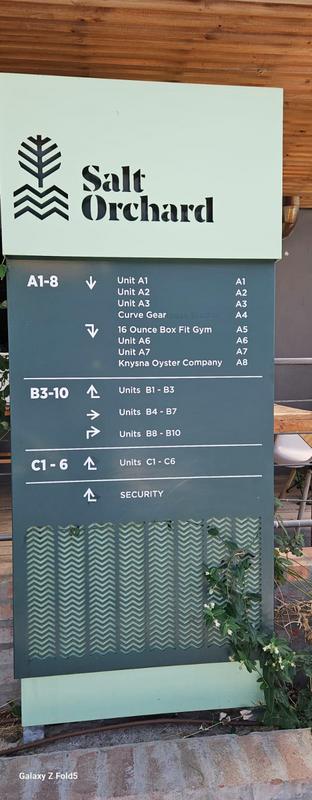 Salt
Orchard
A1-8
Unit A1 A1
Unit A2 A2
Unit A3 A3
Curve Gear A4
16 Ounce Box Fit Gym A5
Unit A6 A6
Unit A7 A7
Knysna Oyster Company A8
B3-10
Units B1 - B3
Units B4 - B7
Units B8 - B10
C1 - 6
Units C1 - C6
SECURITY
Galaxy Z Fold5